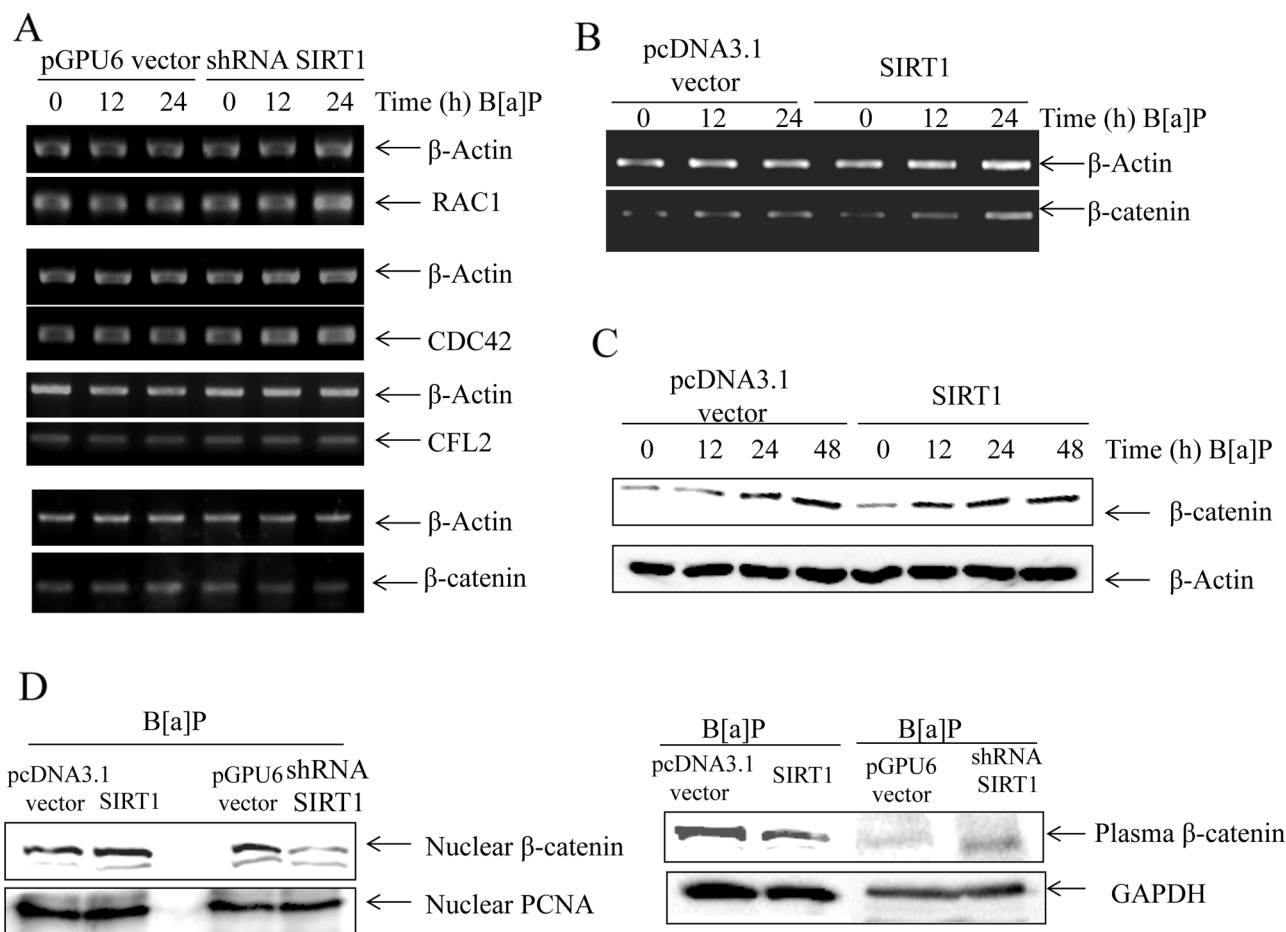 A
pGPU6 vector shRNA SIRT1
0 12 24 0 12 24 Time (h) B[a]P
β-Actin
RAC1
β-Actin
CDC42
β-Actin
CFL2
β-Actin
β-catenin
B
pcDNA3.1
vector
SIRT1
0 12 24 0 12 24 Time (h) B[a]P
β-Actin
β-catenin
C
pcDNA3.1
vector
SIRT1
0 12 24 48 0 12 24 48 Time (h) B[a]P
β-catenin
β-Actin
D
B[a]P
pcDNA3.1
vector
SIRT1
pGPU6
vector
shRNA
SIRT1
Nuclear β-catenin
Nuclear PCNA
B[a]P
B[a]P
pcDNA3.1
vector
SIRT1
pGPU6
vector
shRNA
SIRT1
Plasma β-catenin
GAPDH